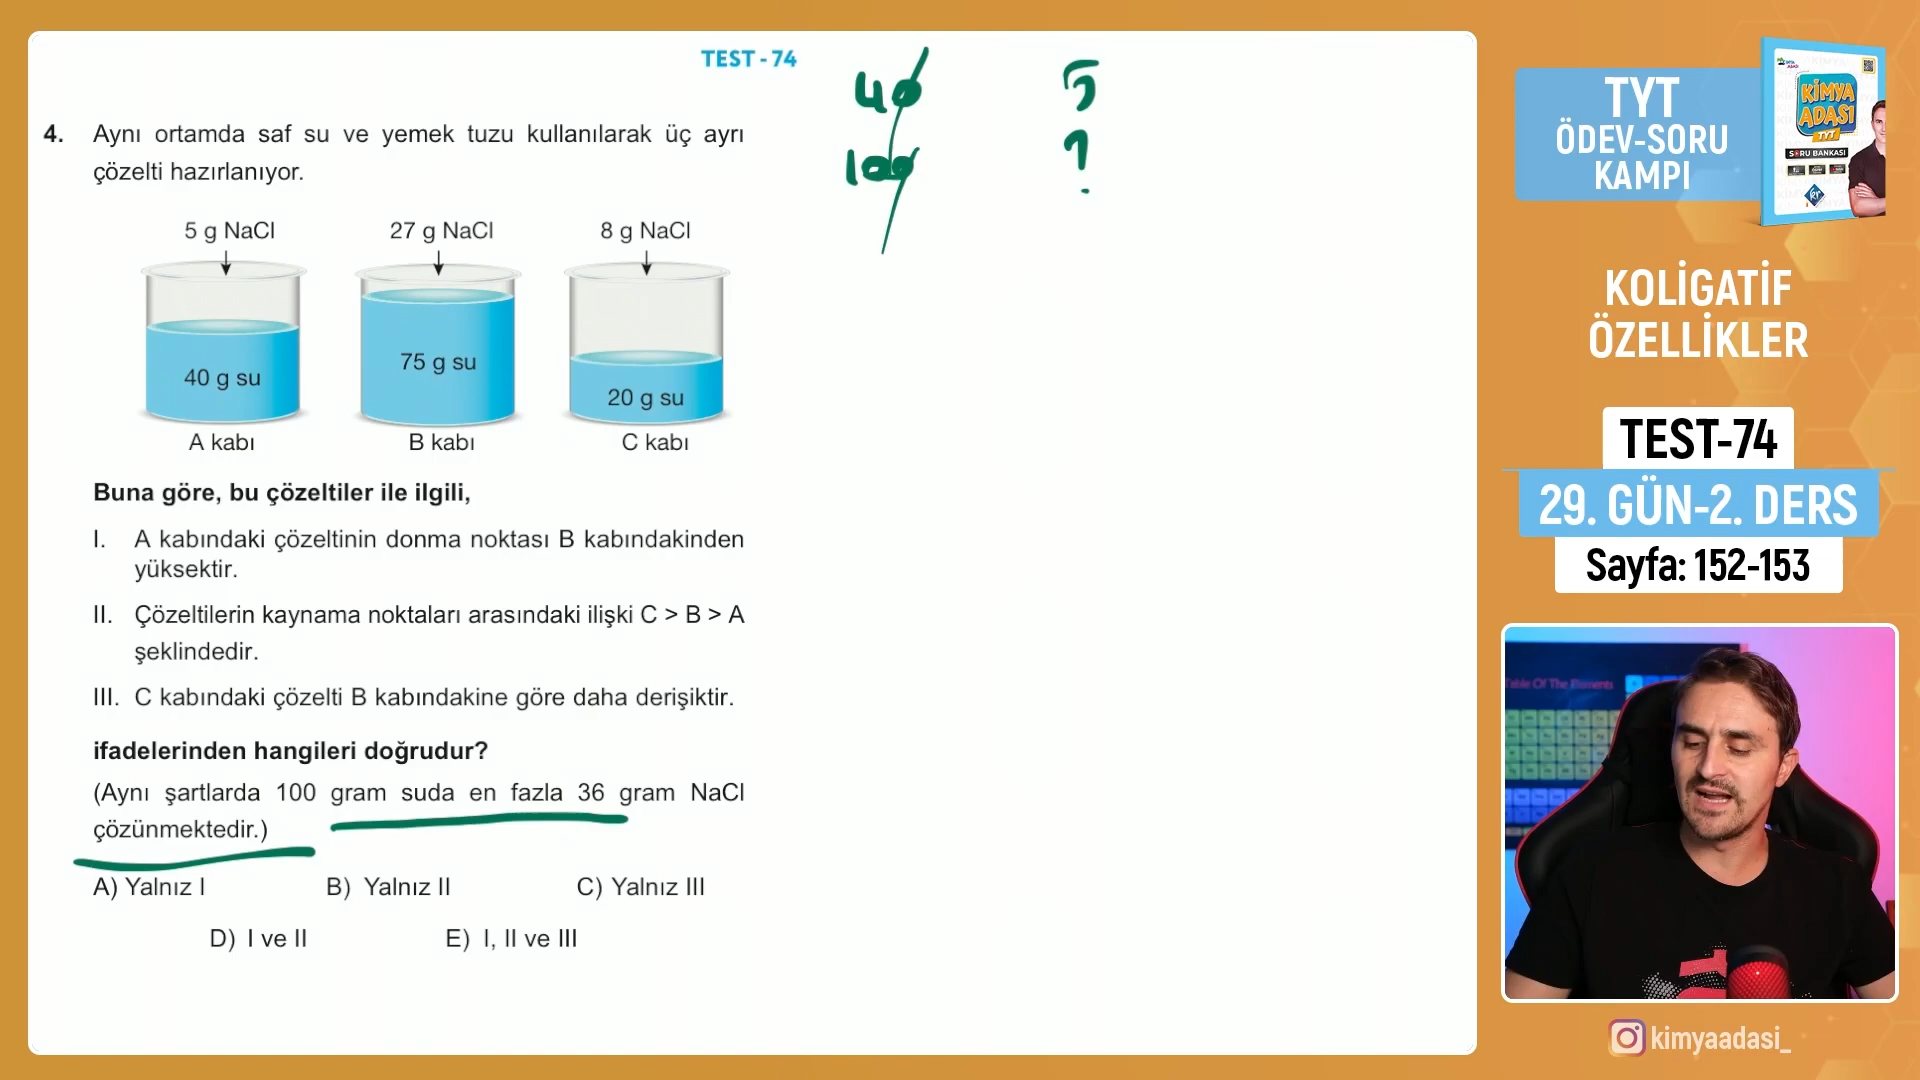 TEST - 74
4. Aynı ortamda saf su ve yemek tuzu kullanılarak üç ayrı
çözelti hazırlanıyor.
5 g NaCl 27 g NaCl 8 g NaCl
40 g su 75 g su 20 g su
A kabı B kabı C kabı
Buna göre, bu çözeltiler ile ilgili,
I. A kabındaki çözeltinin donma noktası B kabındakinden
yüksektir.
II. Çözeltilerin kaynama noktaları arasındaki ilişki C > B > A
şeklindedir.
III. C kabındaki çözelti B kabındakine göre daha derişiktir.
ifadelerinden hangileri doğrudur?
(Aynı şartlarda 100 gram suda en fazla 36 gram NaCl
çözünmektedir.)
A) Yalnız I B) Yalnız II C) Yalnız III
D) I ve II E) I, II ve III
40 5
100 ?
TYT
ÖDEV-SORU
KAMPI
KİMYA
ADASI
TYT
SORU BANKASI
kr
KOLİGATİF
ÖZELLİKLER
TEST-74
29. GÜN-2. DERS
Sayfa: 152-153
Table Of The Elements
kimyaadasi_